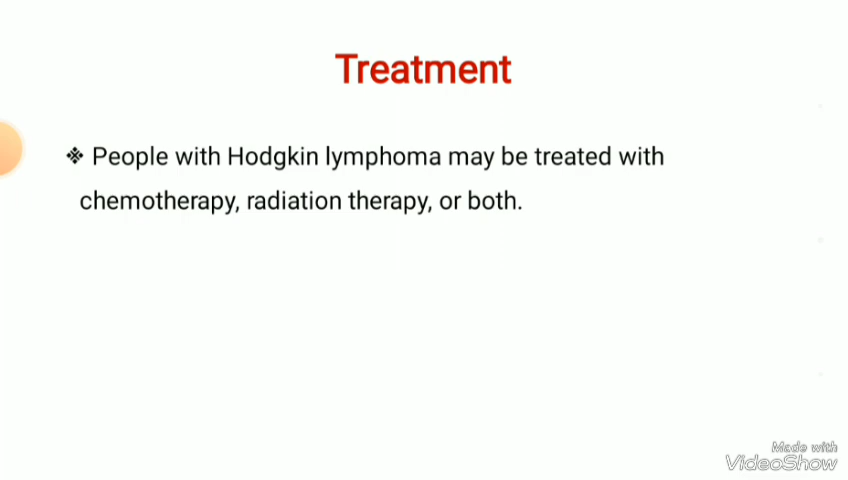 Treatment
❖ People with Hodgkin lymphoma may be treated with
chemotherapy, radiation therapy, or both.
Made with
VideoShow